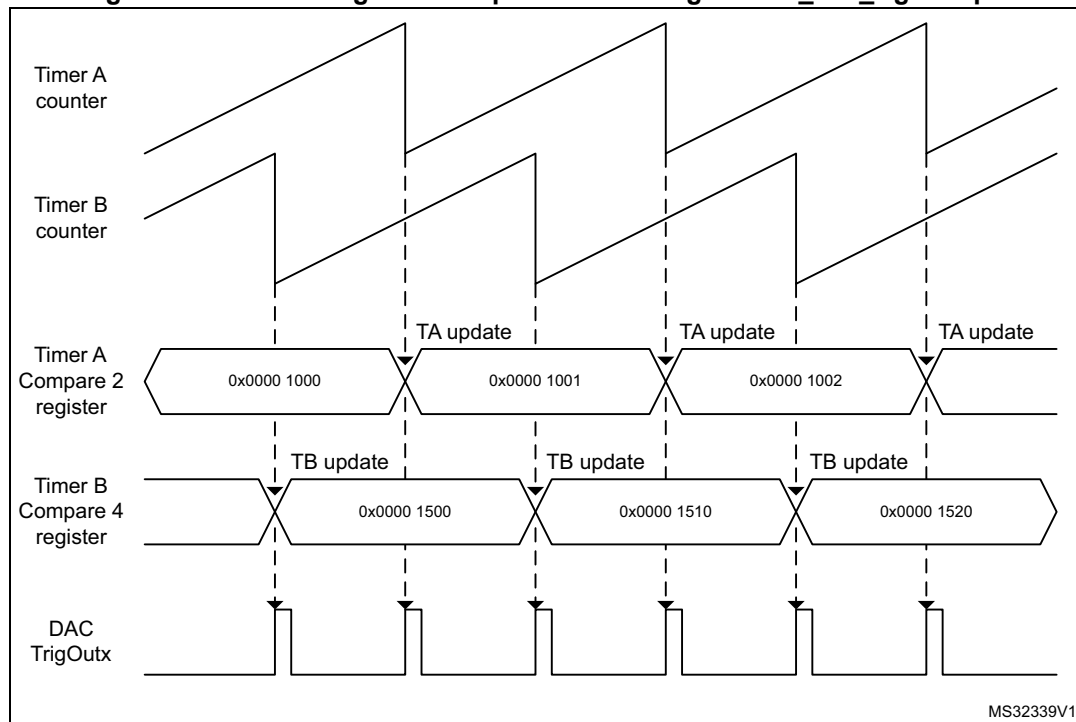 Timer A
counter
Timer B
counter
TA update
TA update
TA update
Timer A
Compare 2
register
0x0000 1000
0x0000 1001
0x0000 1002
TB update
TB update
TB update
Timer B
Compare 4
register
0x0000 1500
0x0000 1510
0x0000 1520
DAC
TrigOutx
MS32339V1